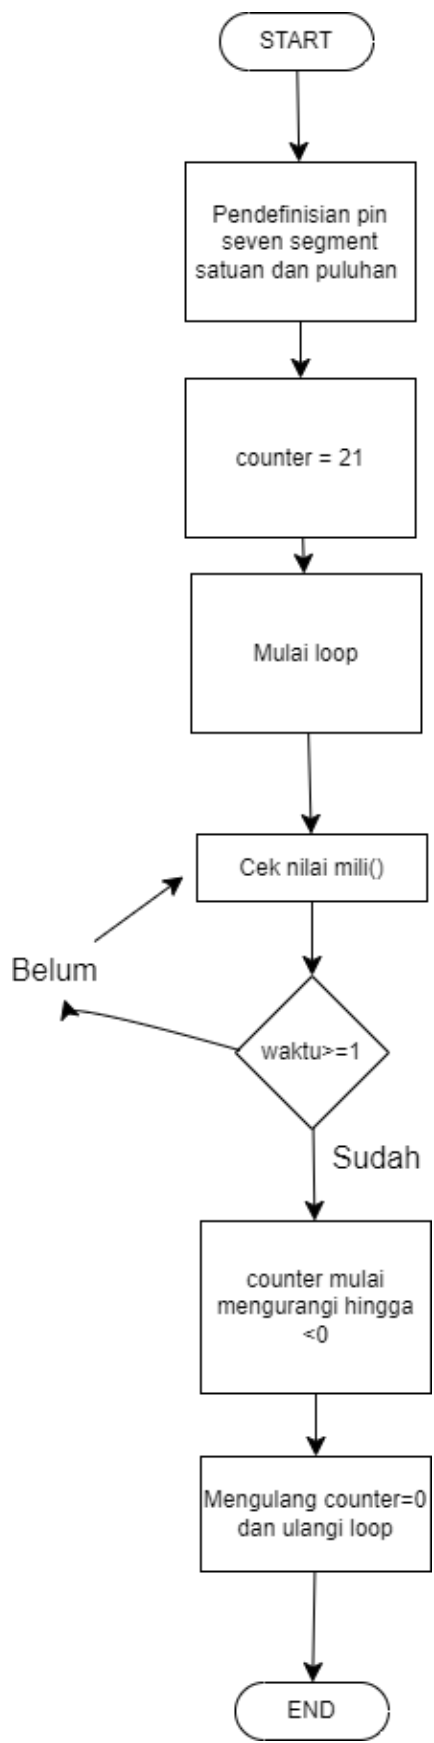 START
Pendefinisian pin
seven segment
satuan dan puluhan
counter = 21
Mulai loop
Cek nilai mili()
Belum
waktu>=1
Sudah
counter mulai
mengurangi hingga
<0
Mengulang counter=0
dan ulangi loop
END